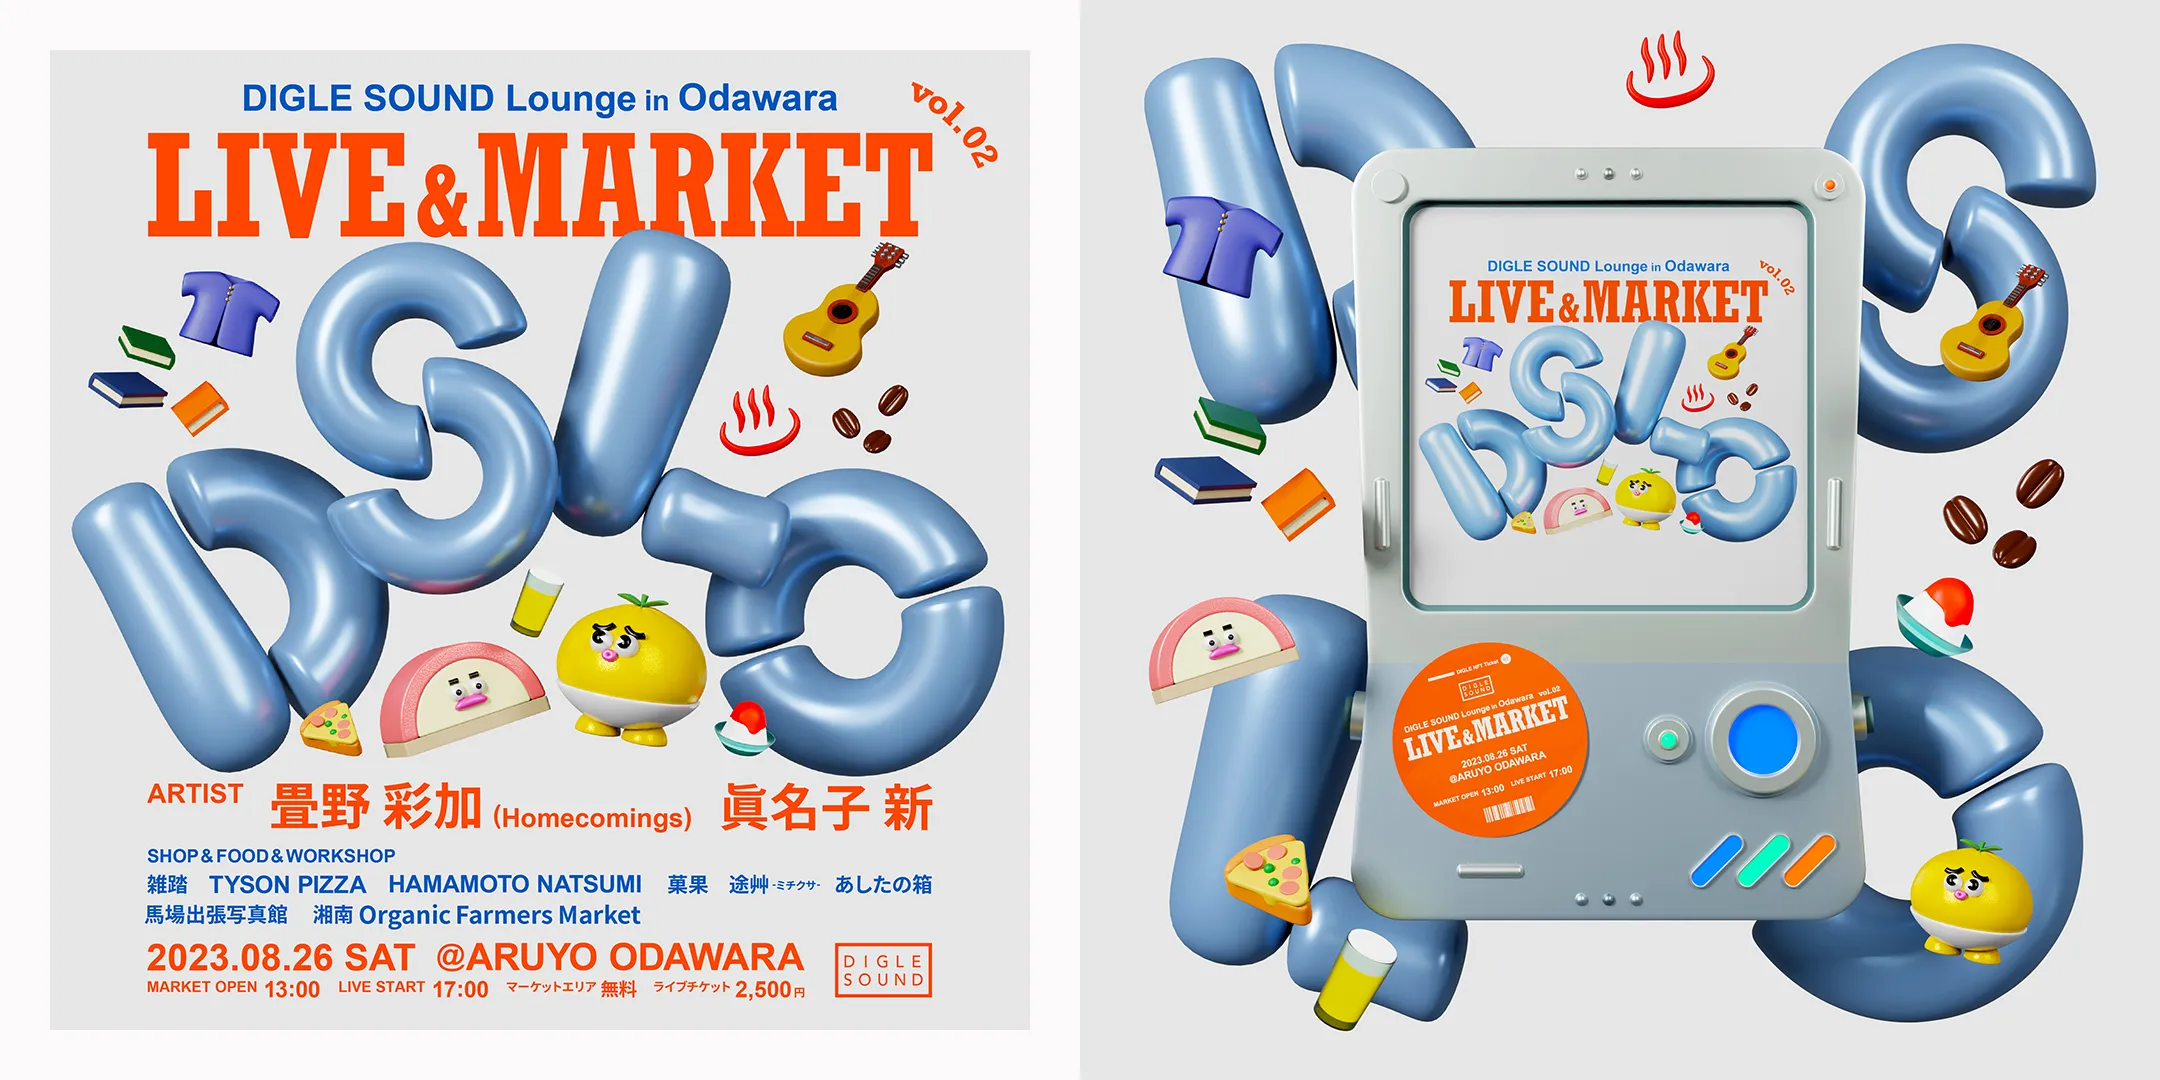 DIGLE SOUND Lounge in Odawara
vol.02
LIVE & MARKET
ARTIST 畳野 彩加 (Homecomings) 眞名子 新
SHOP&FOOD&WORKSHOP
雑踏 TYSON PIZZA HAMAMOTO NATSUMI 菓果 途艸-ミチクサ- あしたの箱
馬場出張写真館 湘南 Organic Farmers Market
2023.08.26 SAT @ARUYO ODAWARA
MARKET OPEN 13:00 LIVE START 17:00 マーケットエリア 無料 ライブチケット 2,500円
DIGLE
SOUND
DIGLE SOUND Lounge in Odawara
vol.02
LIVE & MARKET
DIGLE NFT Ticket
DIGLE
SOUND
DIGLE SOUND Lounge in Odawara vol.02
LIVE & MARKET
2023.08.26 SAT
@ARUYO ODAWARA
MARKET OPEN 13:00 LIVE START 17:00